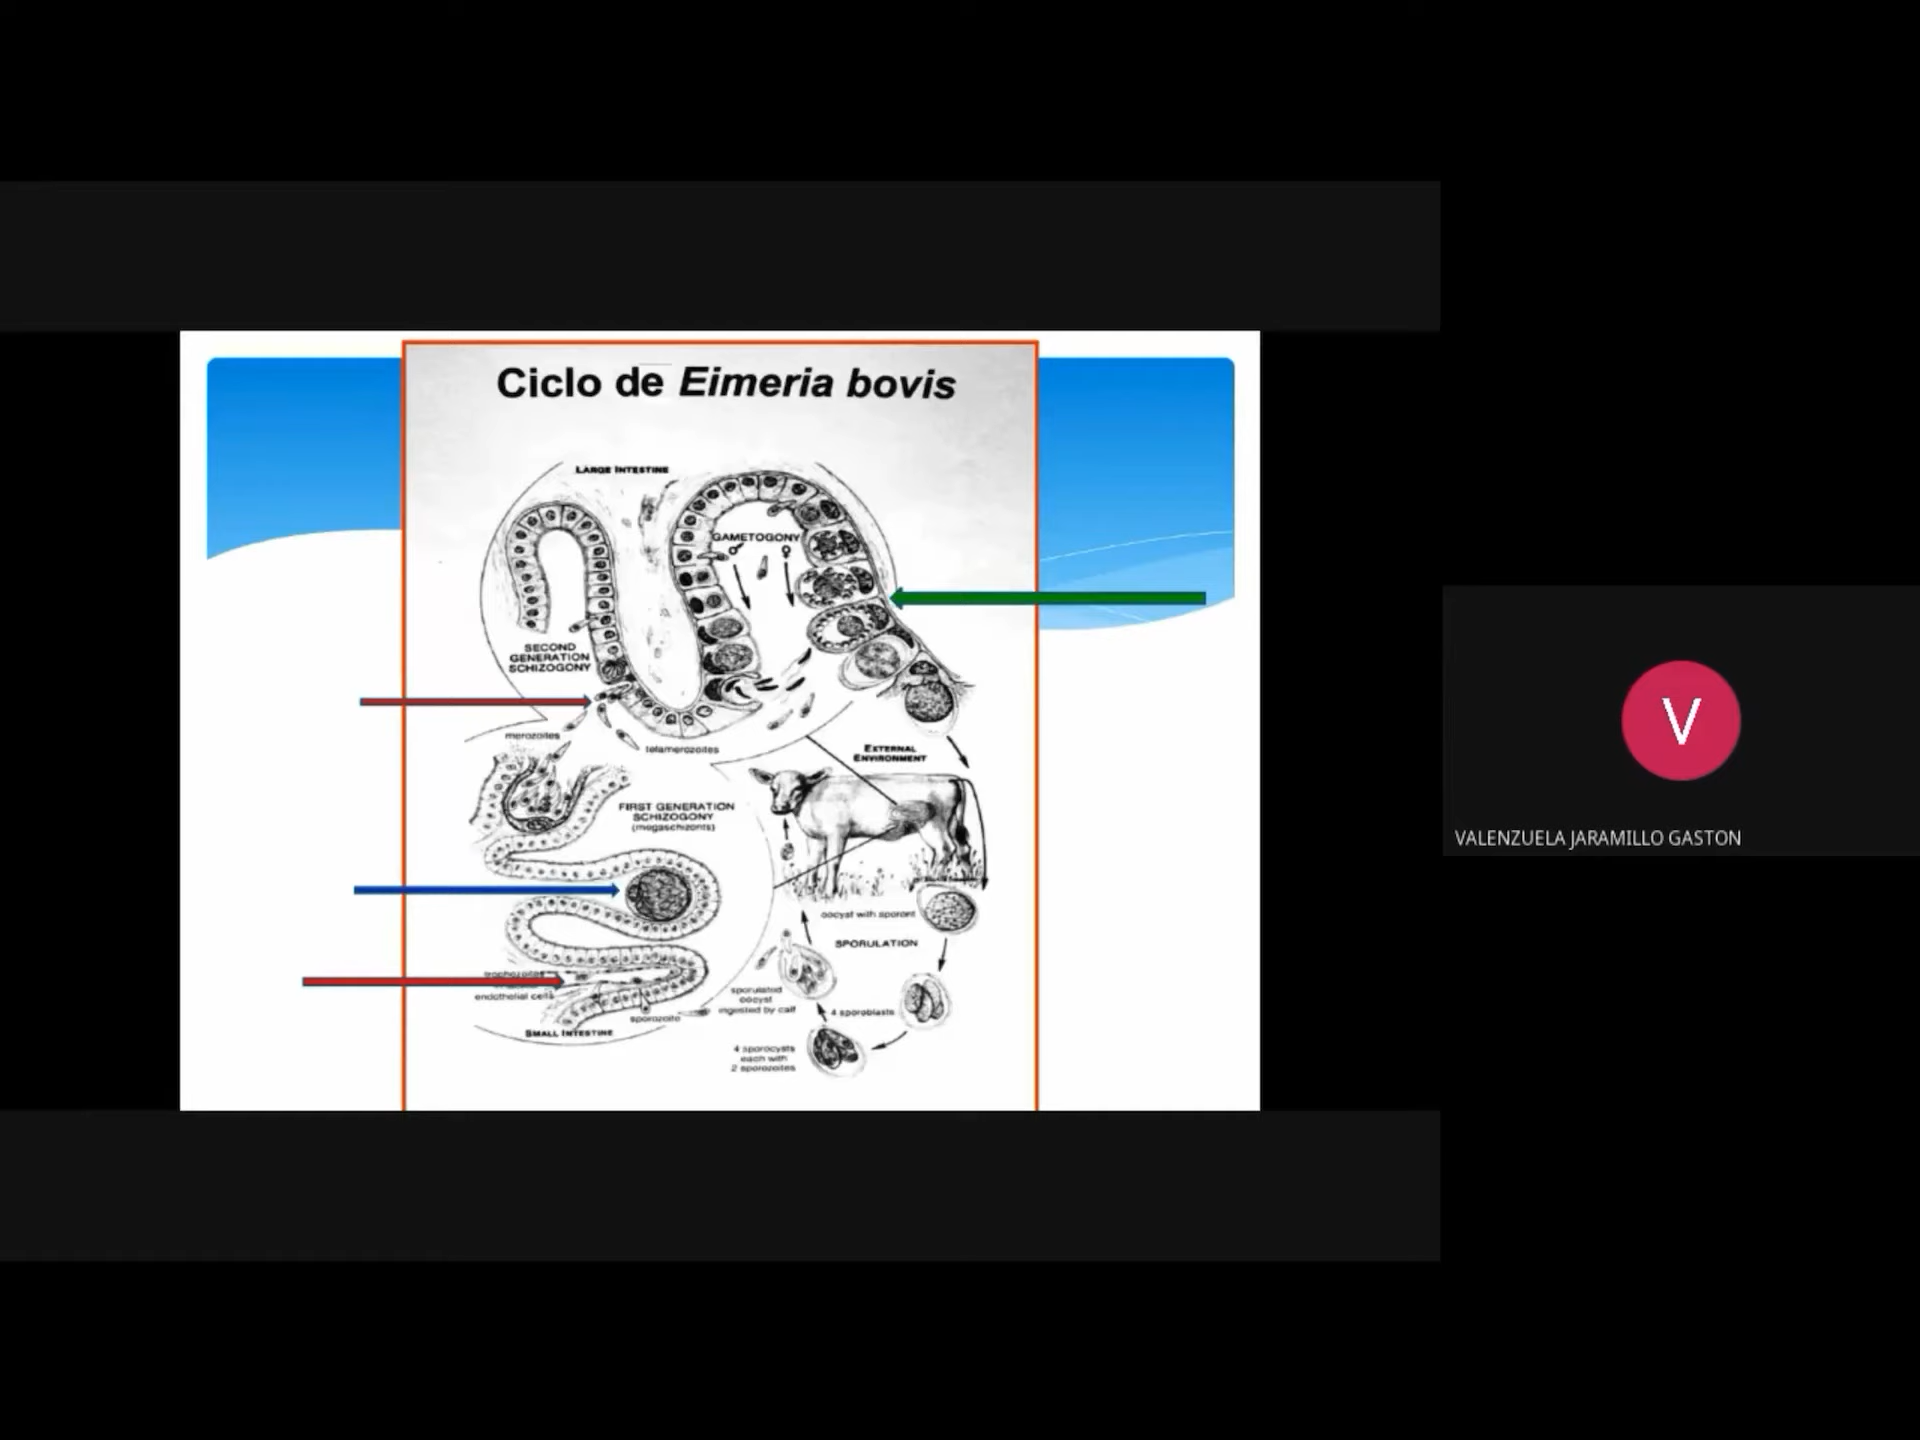 Ciclo de Eimeria bovis
LARGE INTESTINE
GAMETOGONY
♂ ♀
SECOND
GENERATION
SCHIZOGONY
merozoites
telamerozoites
EXTERNAL
ENVIRONMENT
FIRST GENERATION
SCHIZOGONY
(megaschizonts)
oocyst with sporont
SPORULATION
trophozoites
endothelial cells
sporulated
oocyst
ingested by calf
4 sporoblasts
sporozoite
SMALL INTESTINE
4 sporocysts
each with
2 sporozoites
V
VALENZUELA JARAMILLO GASTON